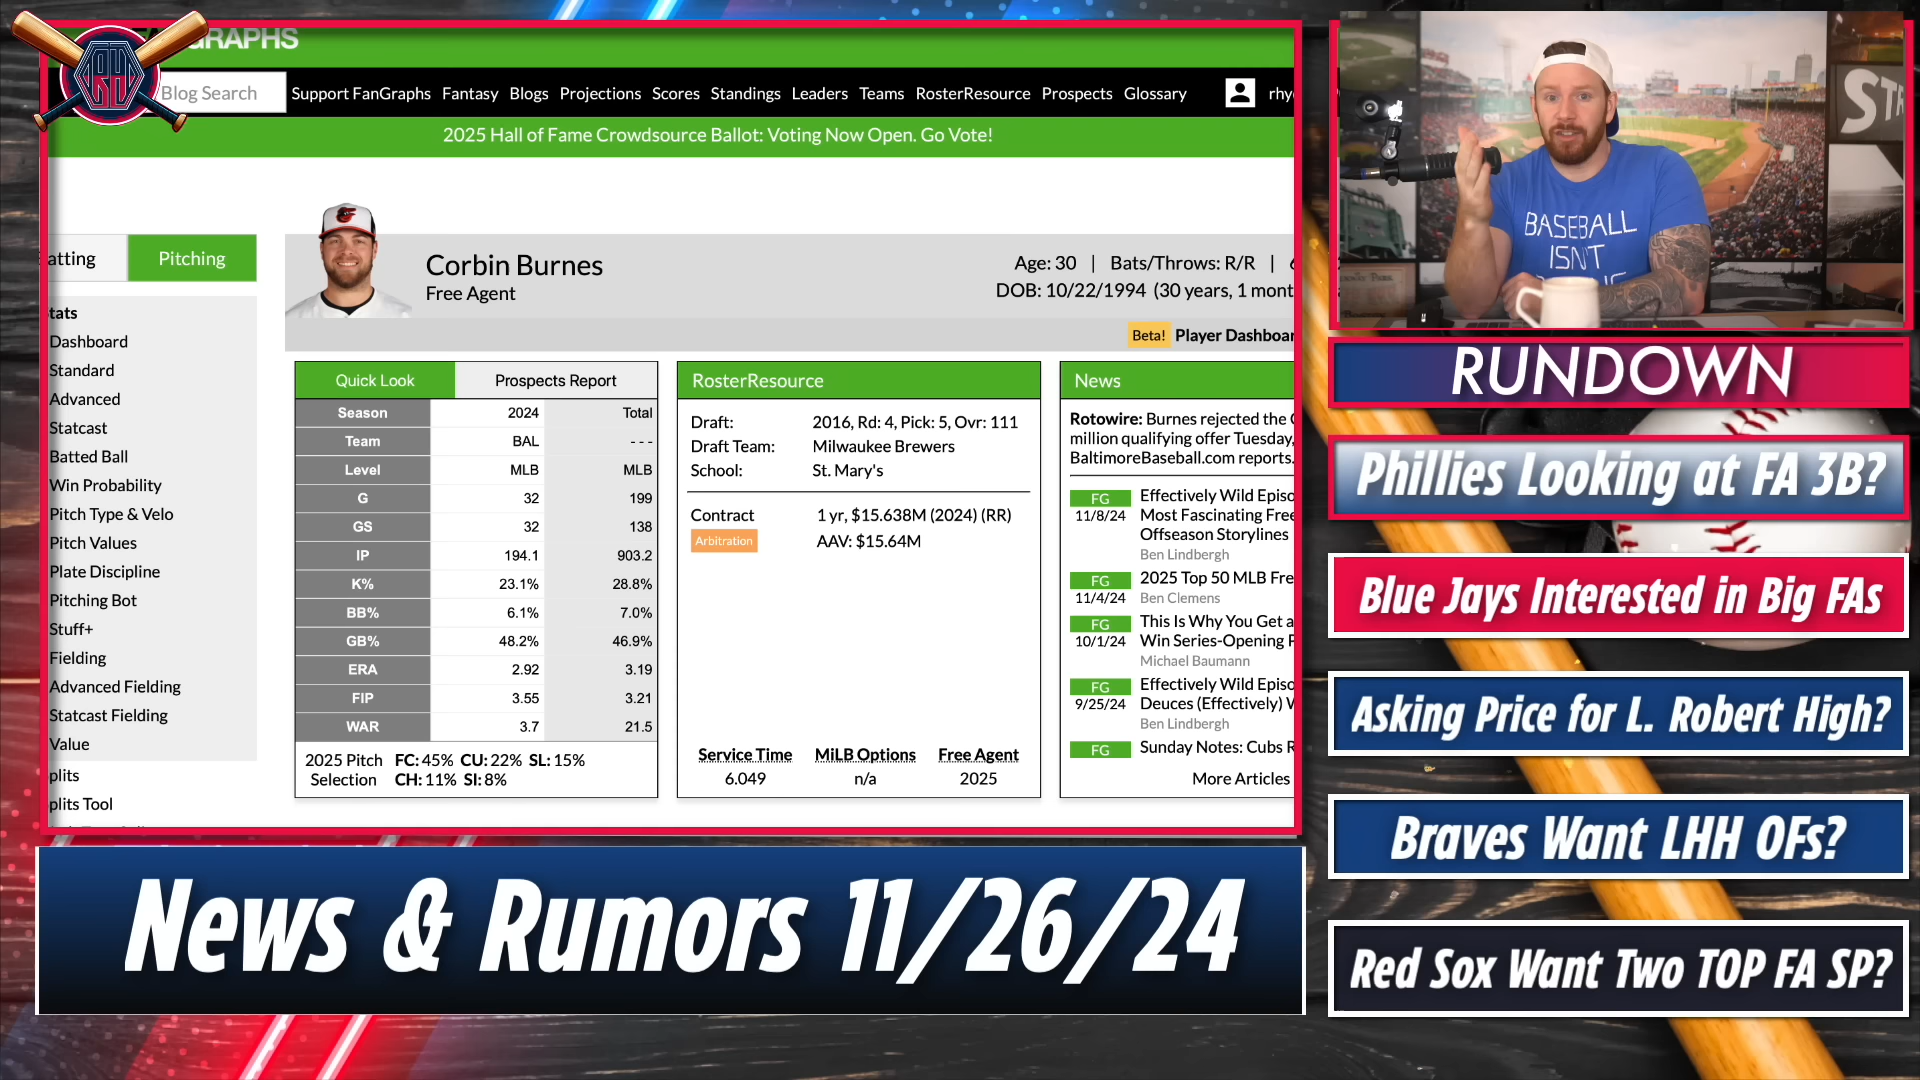 GRAPHS
Blog Search
Support FanGraphs Fantasy Blogs Projections Scores Standings Leaders Teams RosterResource Prospects Glossary
2025 Hall of Fame Crowdsource Ballot: Voting Now Open. Go Vote!
atting
Pitching
tats
Dashboard
Standard
Advanced
Statcast
Batted Ball
Win Probability
Pitch Type & Velo
Pitch Values
Plate Discipline
Pitching Bot
Stuff+
Fielding
Advanced Fielding
Statcast Fielding
Value
plits
plits Tool
Corbin Burnes
Free Agent
Age: 30 | Bats/Throws: R/R |
DOB: 10/22/1994 (30 years, 1 mont
Beta! Player Dashboar
Quick Look Prospects Report
Season 2024 Total
Team BAL - - -
Level MLB MLB
G 32 199
GS 32 138
IP 194.1 903.2
K% 23.1% 28.8%
BB% 6.1% 7.0%
GB% 48.2% 46.9%
ERA 2.92 3.19
FIP 3.55 3.21
WAR 3.7 21.5
2025 Pitch FC: 45% CU: 22% SL: 15%
Selection CH: 11% SI: 8%
RosterResource
Draft: 2016, Rd: 4, Pick: 5, Ovr: 111
Draft Team: Milwaukee Brewers
School: St. Mary's
Contract 1 yr, $15.638M (2024) (RR)
Arbitration AAV: $15.64M
Service Time MiLB Options Free Agent
6.049 n/a 2025
News
Rotowire: Burnes rejected the
million qualifying offer Tuesday,
BaltimoreBaseball.com reports.
FG Effectively Wild Episo
11/8/24 Most Fascinating Free
Offseason Storylines
Ben Lindbergh
FG 2025 Top 50 MLB Fre
11/4/24 Ben Clemens
FG This Is Why You Get a
10/1/24 Win Series-Opening
Michael Baumann
FG Effectively Wild Episo
9/25/24 Deuces (Effectively) W
Ben Lindbergh
FG Sunday Notes: Cubs R
More Articles
BASEBALL
ISN'T
RUNDOWN
Phillies Looking at FA 3B?
Blue Jays Interested in Big FAs
Asking Price for L. Robert High?
Braves Want LHH OFs?
Red Sox Want Two TOP FA SP?
News & Rumors 11/26/24